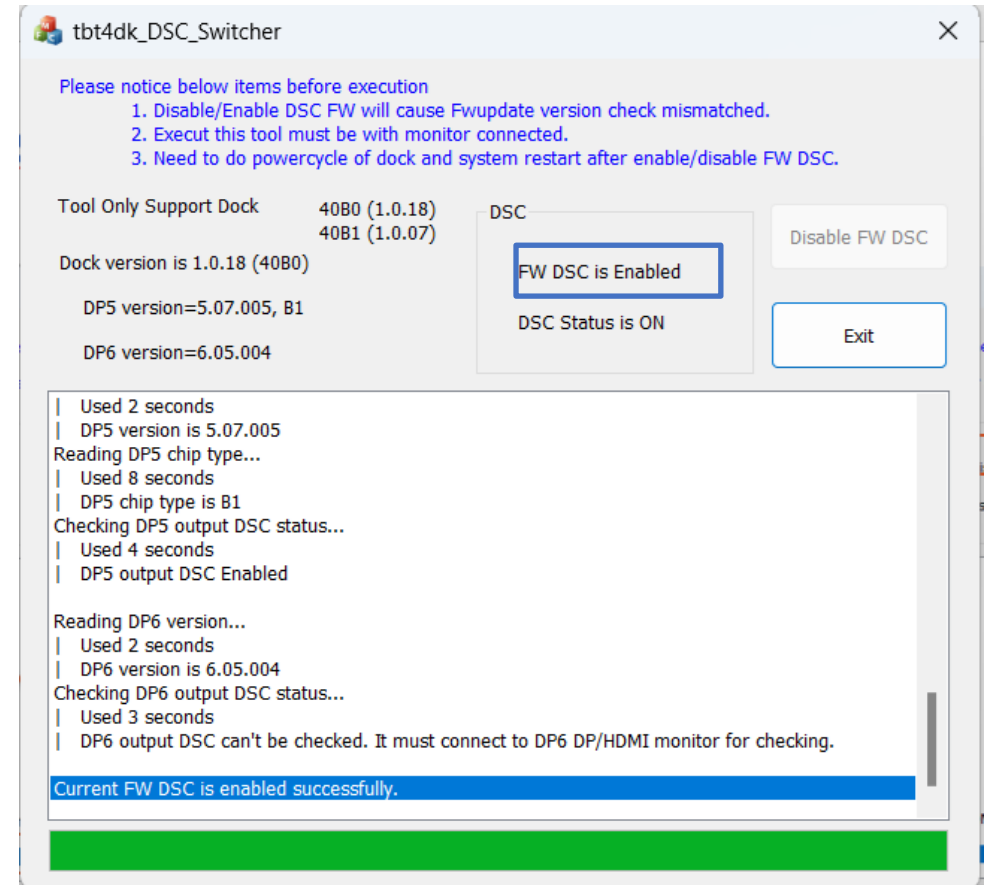 tbt4dk_DSC_Switcher
Please notice below items before execution
1. Disable/Enable DSC FW will cause Fwupdate version check mismatched.
2. Execut this tool must be with monitor connected.
3. Need to do powercycle of dock and system restart after enable/disable FW DSC.
Tool Only Support Dock 40B0 (1.0.18)
40B1 (1.0.07)
Dock version is 1.0.18 (40B0)
DP5 version=5.07.005, B1
DP6 version=6.05.004
DSC
FW DSC is Enabled
DSC Status is ON
Disable FW DSC
Exit
| Used 2 seconds
| DP5 version is 5.07.005
Reading DP5 chip type...
| Used 8 seconds
| DP5 chip type is B1
Checking DP5 output DSC status...
| Used 4 seconds
| DP5 output DSC Enabled
Reading DP6 version...
| Used 2 seconds
| DP6 version is 6.05.004
Checking DP6 output DSC status...
| Used 3 seconds
| DP6 output DSC can't be checked. It must connect to DP6 DP/HDMI monitor for checking.
Current FW DSC is enabled successfully.